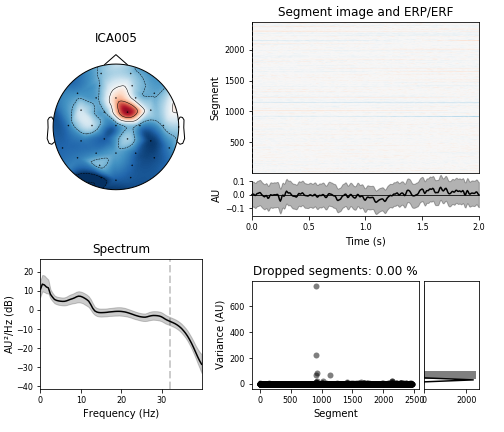 ICA005
Segment image and ERP/ERF
Segment
2000
1500
1000
500
AU
0.1
0.0
−0.1
0.0 0.5 1.0 1.5 2.0
Time (s)
Spectrum
AU²/Hz (dB)
20
10
0
−10
−20
−30
−40
0 10 20 30
Frequency (Hz)
Dropped segments: 0.00 %
Variance (AU)
600
400
200
0
0 500 1000 1500 2000 2500
Segment
0 2000